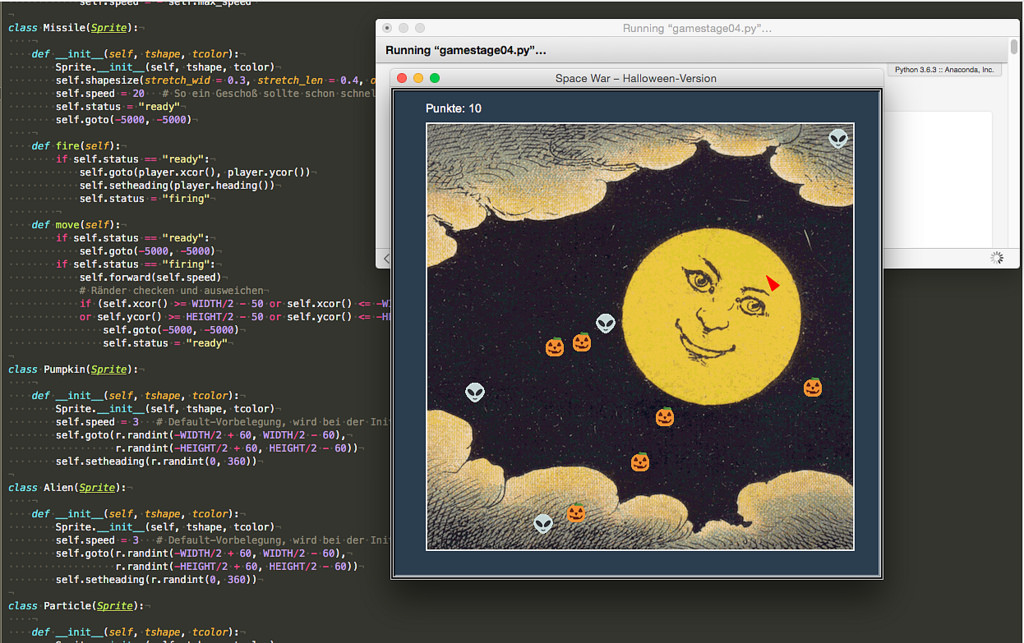 self.speed = self.max_speed
class Missile(Sprite):
def __init__(self, tshape, tcolor):
Sprite.__init__(self, tshape, tcolor)
self.shapesize(stretch_wid = 0.3, stretch_len = 0.4, o
self.speed = 20 # So ein Geschoß sollte schon schnel
self.status = "ready"
self.goto(-5000, -5000)
def fire(self):
if self.status == "ready":
self.goto(player.xcor(), player.ycor())
self.setheading(player.heading())
self.status = "firing"
def move(self):
if self.status == "ready":
self.goto(-5000, -5000)
if self.status == "firing":
self.forward(self.speed)
# Ränder checken und ausweichen
if (self.xcor() >= WIDTH/2 - 50 or self.xcor() <= -W
or self.ycor() >= HEIGHT/2 - 50 or self.ycor() <= -H
self.goto(-5000, -5000)
self.status = "ready"
class Pumpkin(Sprite):
def __init__(self, tshape, tcolor):
Sprite.__init__(self, tshape, tcolor)
self.speed = 3 # Default-Vorbelegung, wird bei der Ini
self.goto(r.randint(-WIDTH/2 + 60, WIDTH/2 - 60),
r.randint(-HEIGHT/2 + 60, HEIGHT/2 - 60))
self.setheading(r.randint(0, 360))
class Alien(Sprite):
def __init__(self, tshape, tcolor):
Sprite.__init__(self, tshape, tcolor)
self.speed = 3 # Default-Vorbelegung, wird bei der Ini
self.goto(r.randint(-WIDTH/2 + 60, WIDTH/2 - 60),
r.randint(-HEIGHT/2 + 60, HEIGHT/2 - 60))
self.setheading(r.randint(0, 360))
class Particle(Sprite):
def __init__(self, tshape, tcolor):
Running “gamestage04.py”…
Running “gamestage04.py”…
Python 3.6.3 :: Anaconda, Inc.
Space War – Halloween-Version
Punkte: 10